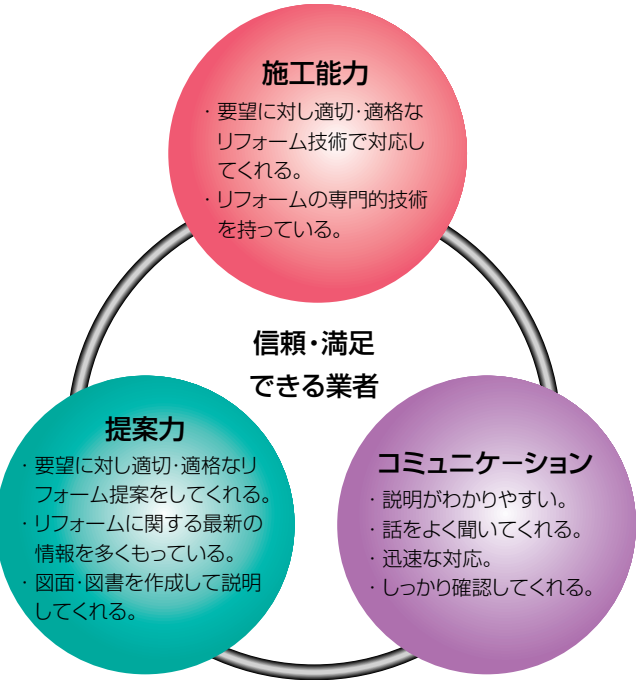 施工能力
・要望に対し適切・適格な
リフォーム技術で対応し
てくれる。
・リフォームの専門的技術
を持っている。
信頼・満足
できる業者
提案力
・要望に対し適切・適格なリ
フォーム提案をしてくれる。
・リフォームに関する最新の
情報を多くもっている。
・図面・図書を作成して説明
してくれる。
コミュニケーション
・説明がわかりやすい。
・話をよく聞いてくれる。
・迅速な対応。
・しっかり確認してくれる。